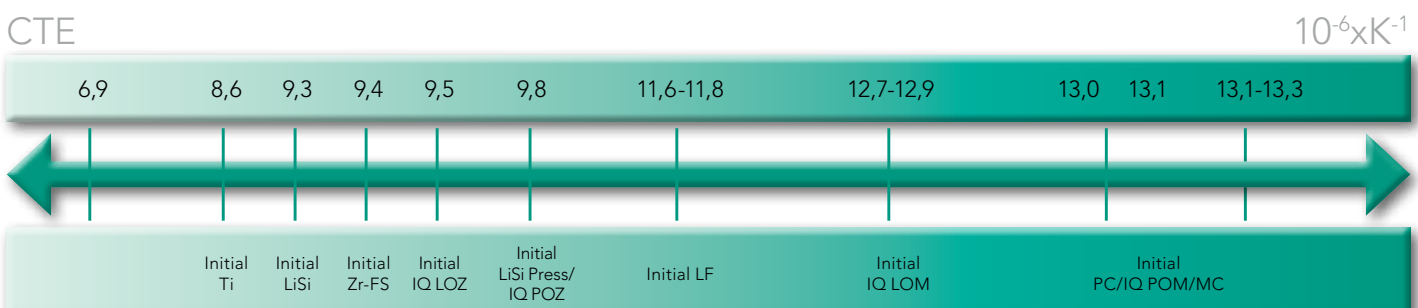 CTE 10⁻⁶xK⁻¹
6,9 8,6 9,3 9,4 9,5 9,8 11,6-11,8 12,7-12,9 13,0 13,1 13,1-13,3
Initial
Ti
Initial
LiSi
Initial
Zr-FS
Initial
IQ LOZ
Initial
LiSi Press/
IQ POZ
Initial LF
Initial
IQ LOM
Initial
PC/IQ POM/MC